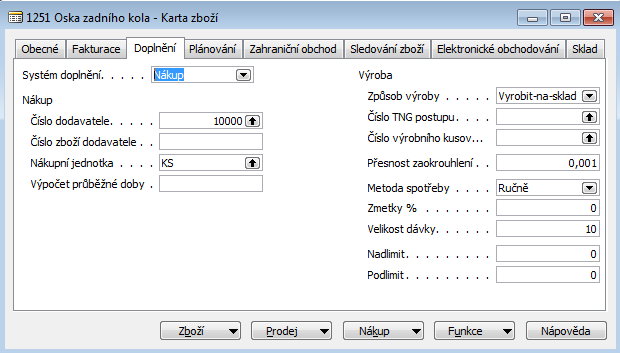 1251 Oska zadního kola - Karta zboží
Obecné Fakturace Doplnění Plánování Zahraniční obchod Sledování zboží Elektronické obchodování Sklad
Systém doplnění. . . . . Nákup
Nákup
Číslo dodavatele. . . . . 10000
Číslo zboží dodavatele . .
Nákupní jednotka . . . . KS
Výpočet průběžné doby .
Výroba
Způsob výroby . . . . . Vyrobit-na-sklad
Číslo TNG postupu. . . .
Číslo výrobního kusov...
Přesnost zaokrouhlení . . 0,001
Metoda spotřeby . . . . Ručně
Zmetky % . . . . . . . 0
Velikost dávky. . . . . . 10
Nadlimit . . . . . . . . . 0
Podlimit . . . . . . . . . 0
Zboží Prodej Nákup Funkce Nápověda